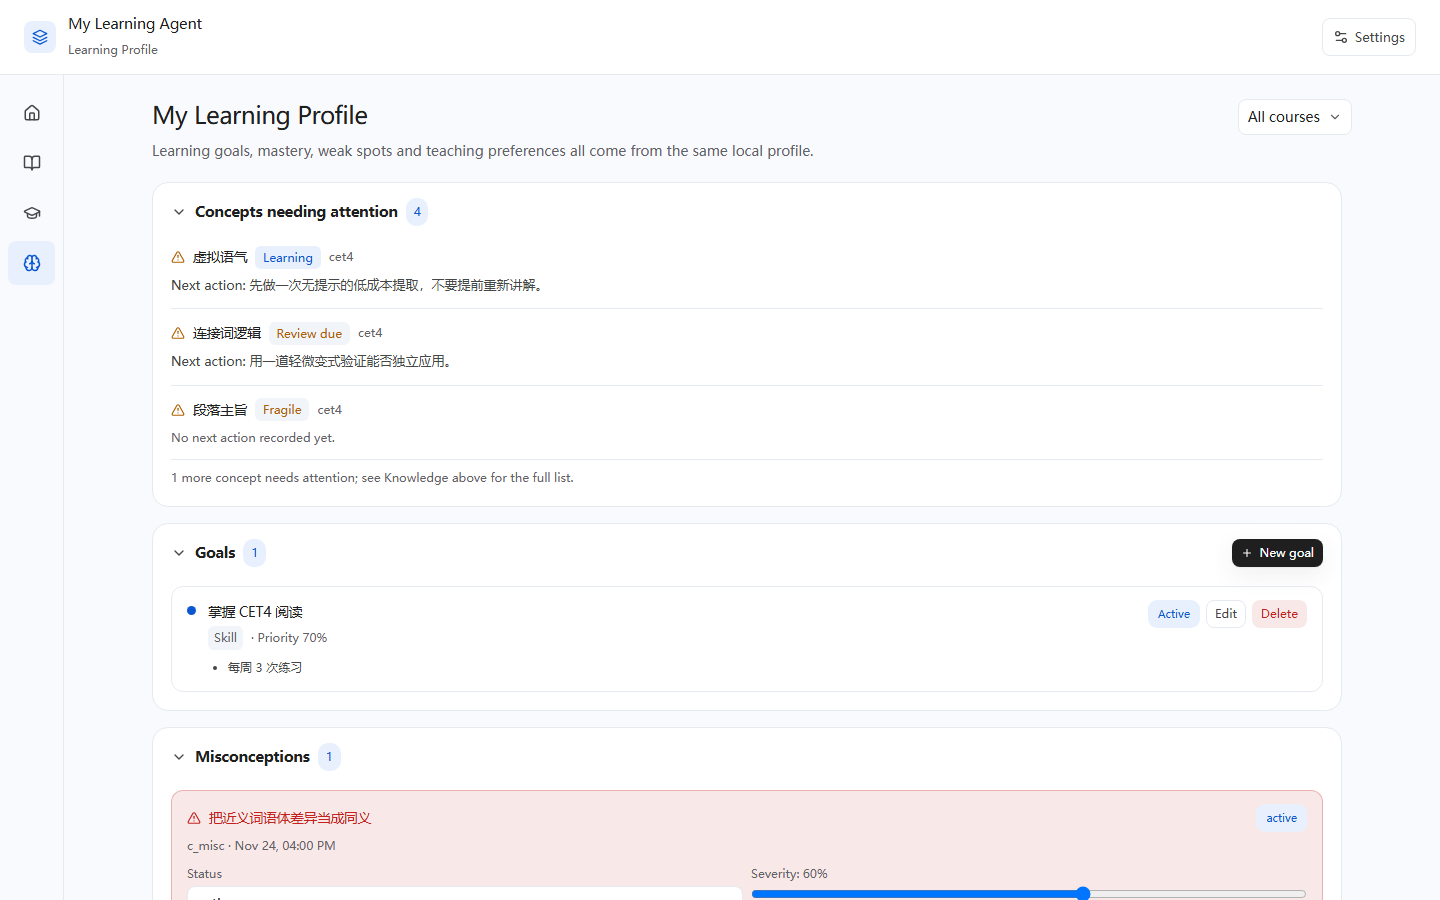 My Learning Agent
Learning Profile
Settings
My Learning Profile
All courses
Learning goals, mastery, weak spots and teaching preferences all come from the same local profile.
Concepts needing attention 4
虚拟语气 Learning cet4
Next action: 先做一次无提示的低成本提取，不要提前重新讲解。
连接词逻辑 Review due cet4
Next action: 用一道轻微变式验证能否独立应用。
段落主旨 Fragile cet4
No next action recorded yet.
1 more concept needs attention; see Knowledge above for the full list.
Goals 1
+ New goal
掌握 CET4 阅读
Active Edit Delete
Skill · Priority 70%
• 每周 3 次练习
Misconceptions 1
把近义词语体差异当成同义
active
c_misc · Nov 24, 04:00 PM
Status
Severity: 60%